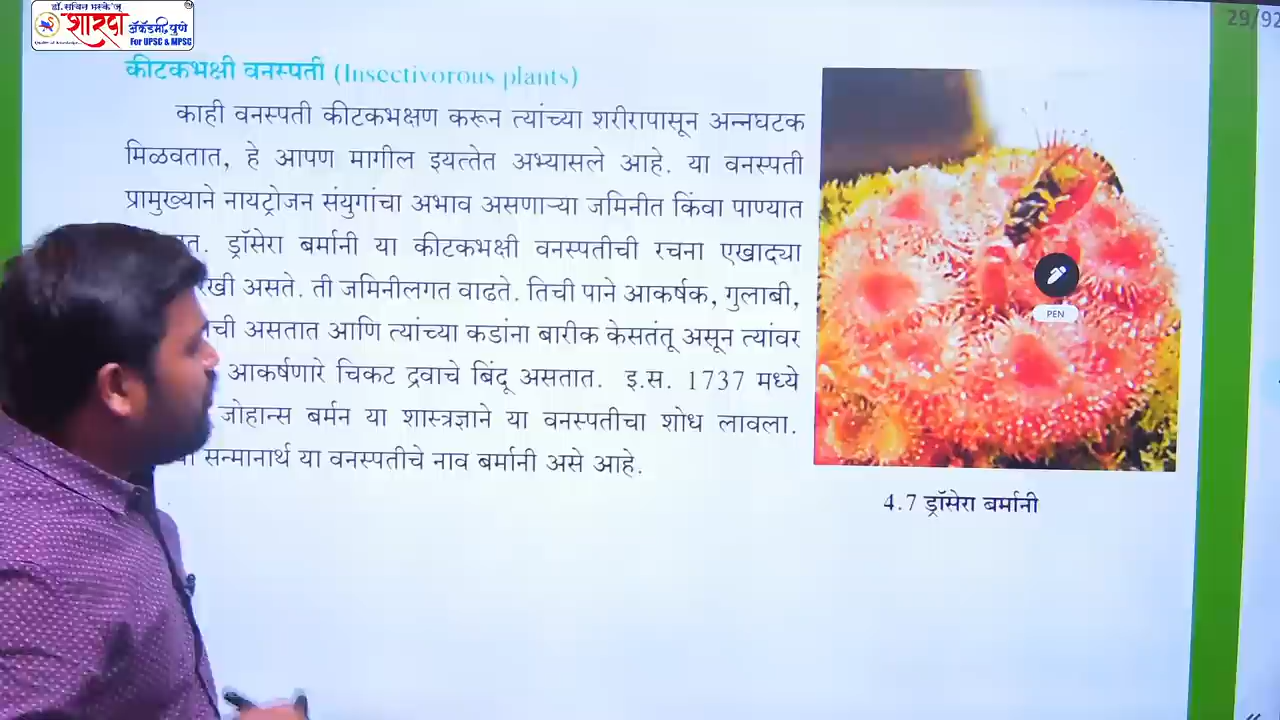 डॉ. सचिन भस्के'ज्
शारदा
ॲकॅडमी, पुणे
For UPSC & MPSC
29/92
कीटकभक्षी वनस्पती (Insectivorous plants)
काही वनस्पती कीटकभक्षण करून त्यांच्या शरीरापासून अन्नघटक
मिळवतात, हे आपण मागील इयत्तेत अभ्यासले आहे. या वनस्पती
प्रामुख्याने नायट्रोजन संयुगांचा अभाव असणाऱ्या जमिनीत किंवा पाण्यात
ड्रॉसेरा बर्मानी या कीटकभक्षी वनस्पतीची रचना एखाद्या
असते. ती जमिनीलगत वाढते. तिची पाने आकर्षक, गुलाबी,
असतात आणि त्यांच्या कडांना बारीक केसतंतू असून त्यांवर
आकर्षणारे चिकट द्रवाचे बिंदू असतात. इ.स. 1737 मध्ये
जोहान्स बर्मन या शास्त्रज्ञाने या वनस्पतीचा शोध लावला.
सन्मानार्थ या वनस्पतीचे नाव बर्मानी असे आहे.
PEN
4.7 ड्रॉसेरा बर्मानी